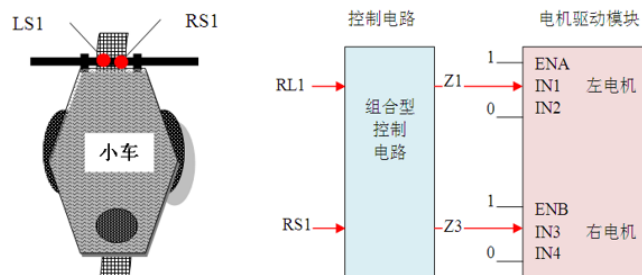 LS1
RS1
小车
控制电路
电机驱动模块
RL1
RS1
组合型
控制
电路
Z1
Z3
1
0
1
0
ENA
IN1 左电机
IN2
ENB
IN3 右电机
IN4